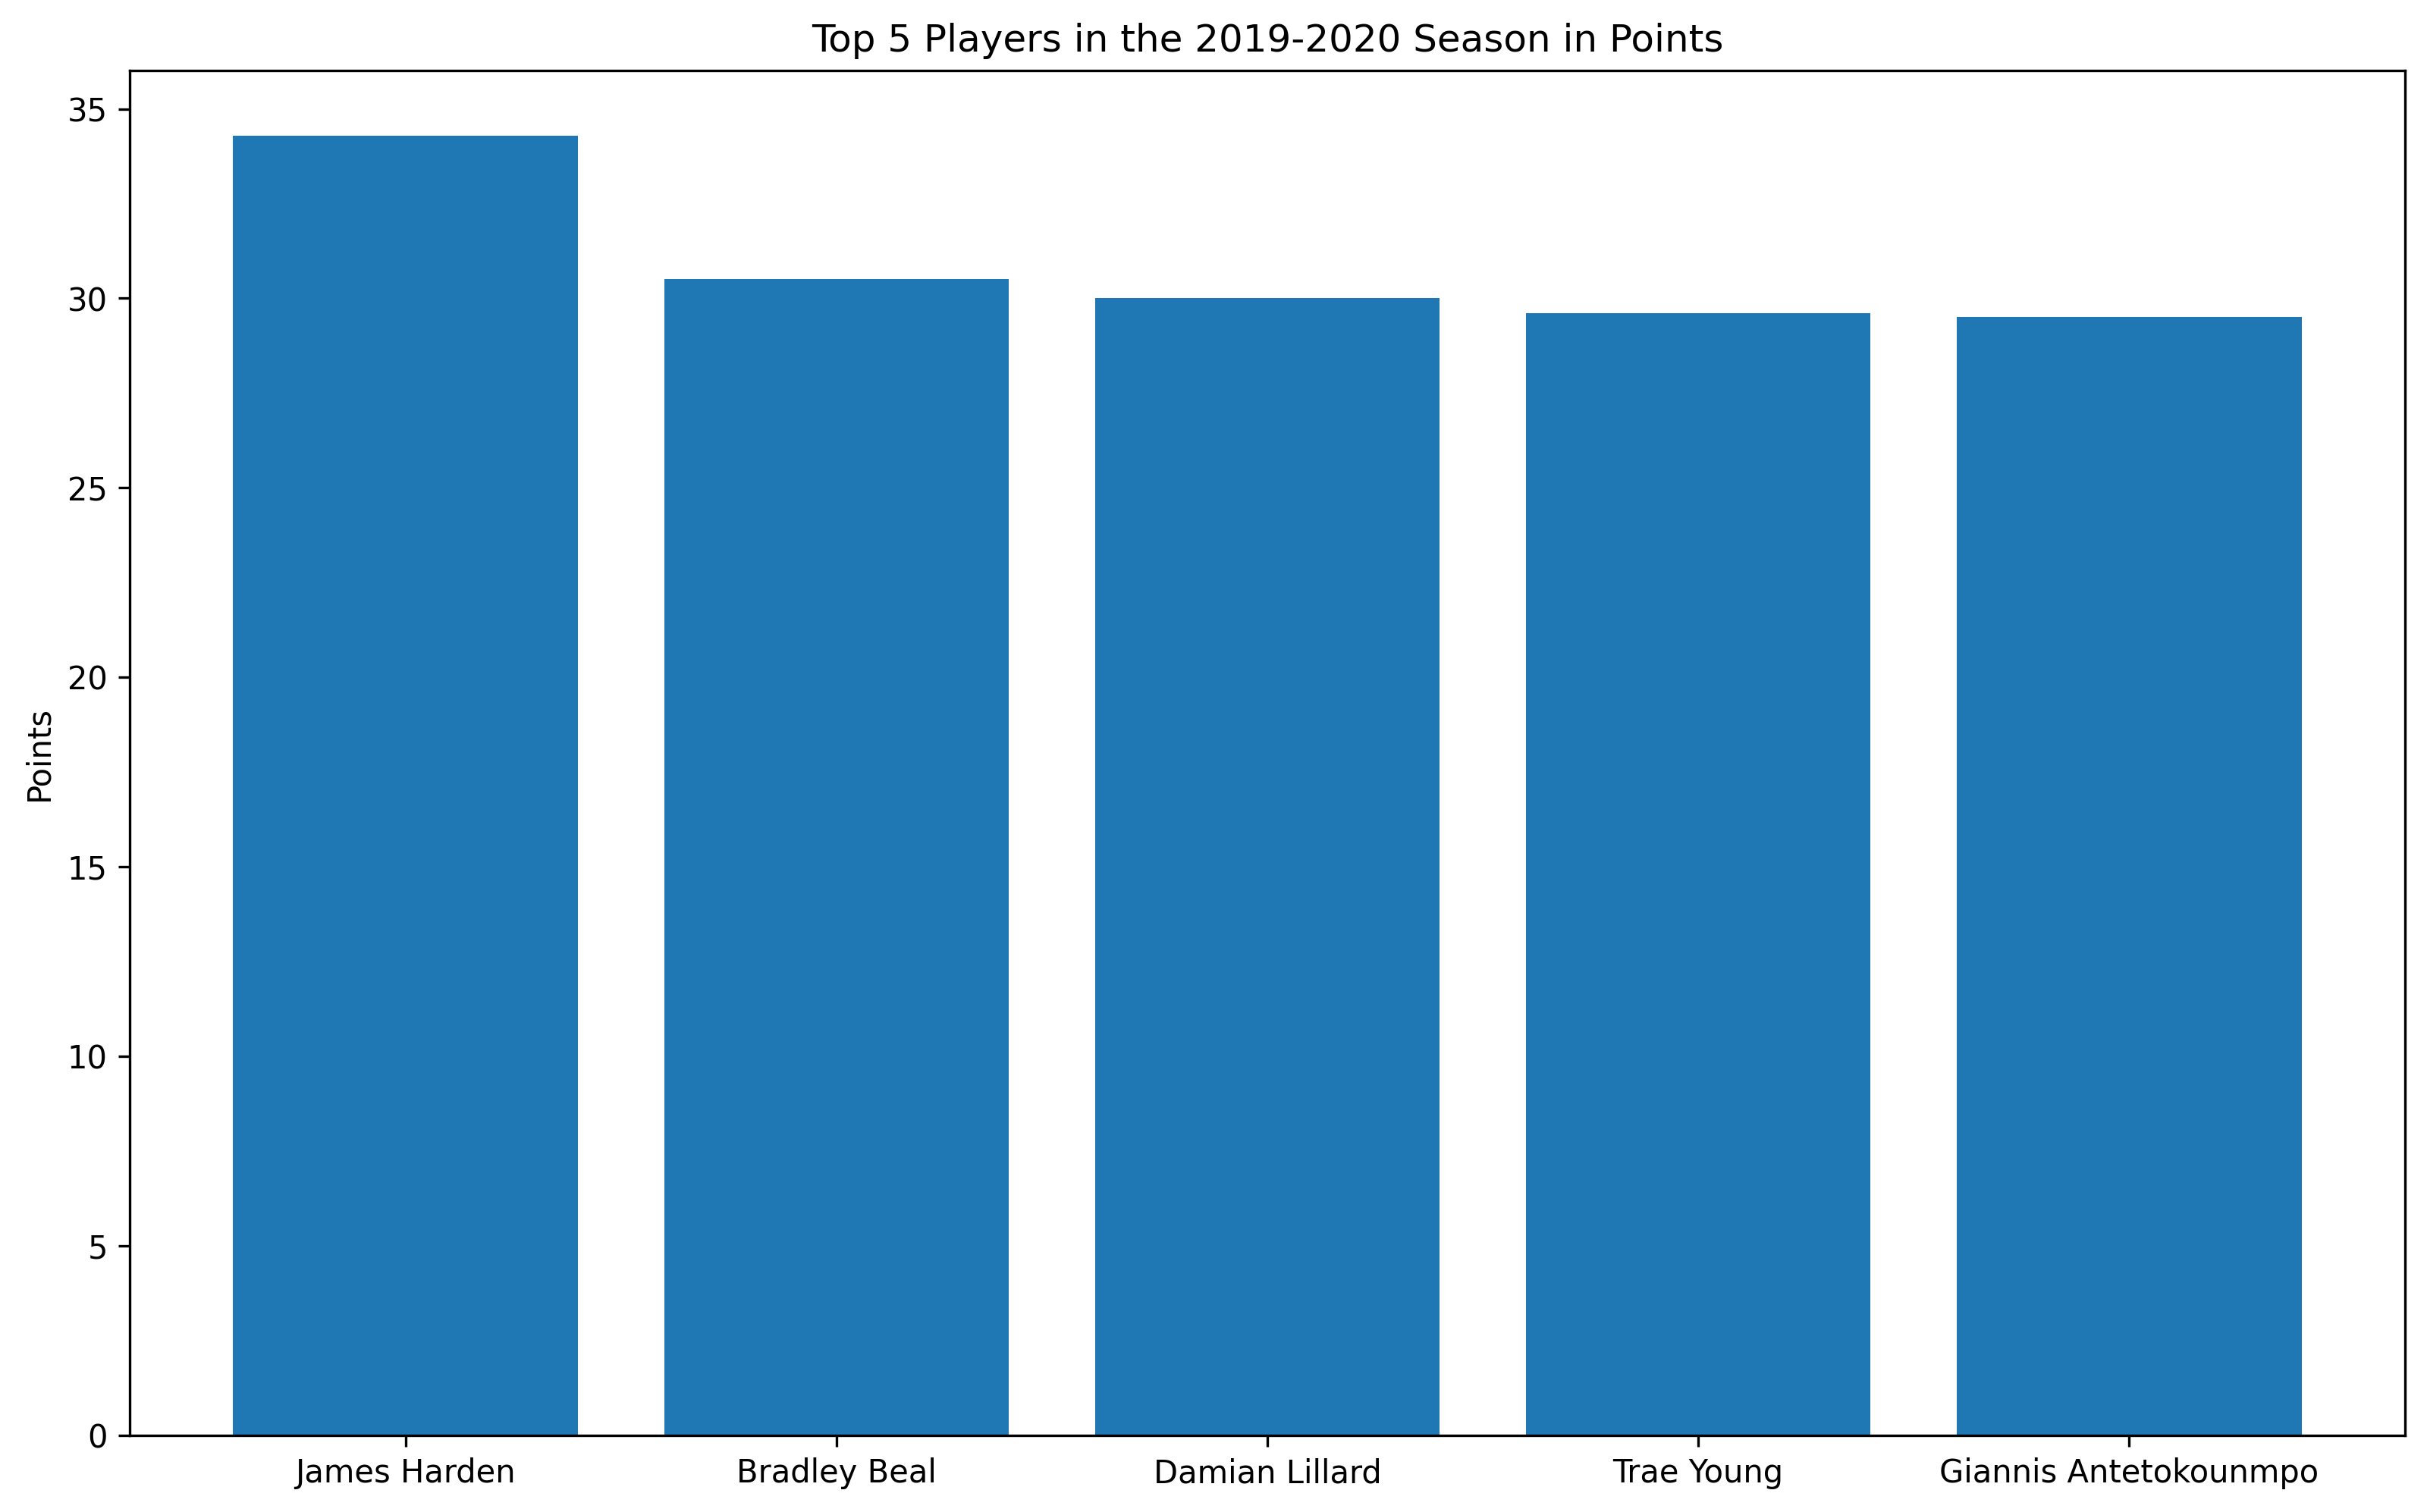 Top 5 Players in the 2019-2020 Season in Points
35
30
25
20
15
10
5
0
Points
James Harden
Bradley Beal
Damian Lillard
Trae Young
Giannis Antetokounmpo